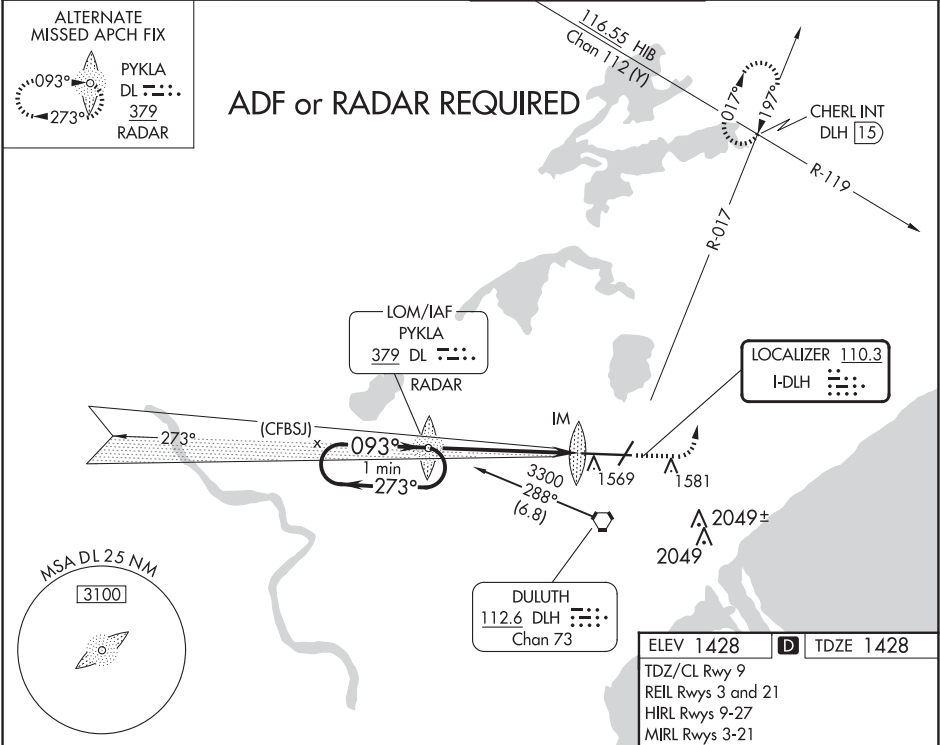 ALTERNATE
MISSED APCH FIX
093°
273°
PYKLA
DL
379
RADAR
ADF or RADAR REQUIRED
116.55 HIB
Chan 112 (Y)
017°
197°
CHERL INT
DLH 15
R-119
R-017
LOM/IAF
PYKLA
379 DL
RADAR
LOCALIZER 110.3
I-DLH
IM
(CFBSJ)
273°
x
093°
1 min
273°
1569
1581
3300
288°
(6.8)
2049±
2049
MSA DL 25 NM
3100
DULUTH
112.6 DLH
Chan 73
ELEV 1428 D TDZE 1428
TDZ/CL Rwy 9
REIL Rwys 3 and 21
HIRL Rwys 9-27
MIRL Rwys 3-21